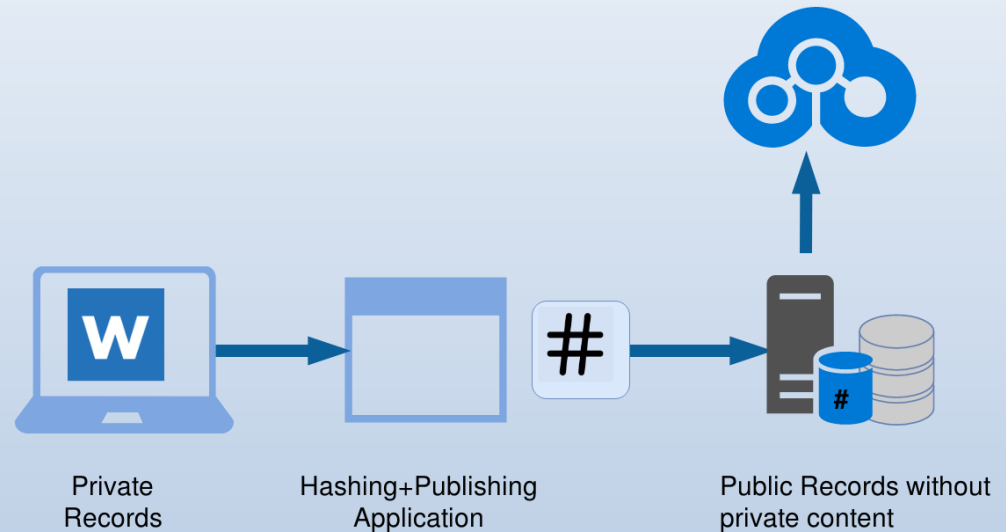 W
#
#
Private
Records
Hashing+Publishing
Application
Public Records without
private content